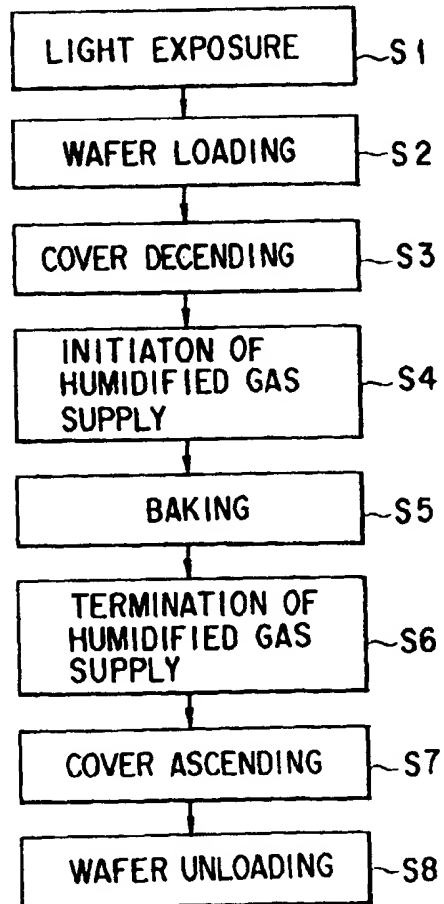 LIGHT EXPOSURE S1
WAFER LOADING S2
COVER DECENDING S3
INITIATON OF
HUMIDIFIED GAS S4
SUPPLY
BAKING S5
TERMINATION OF
HUMIDIFIED GAS S6
SUPPLY
COVER ASCENDING S7
WAFER UNLOADING S8